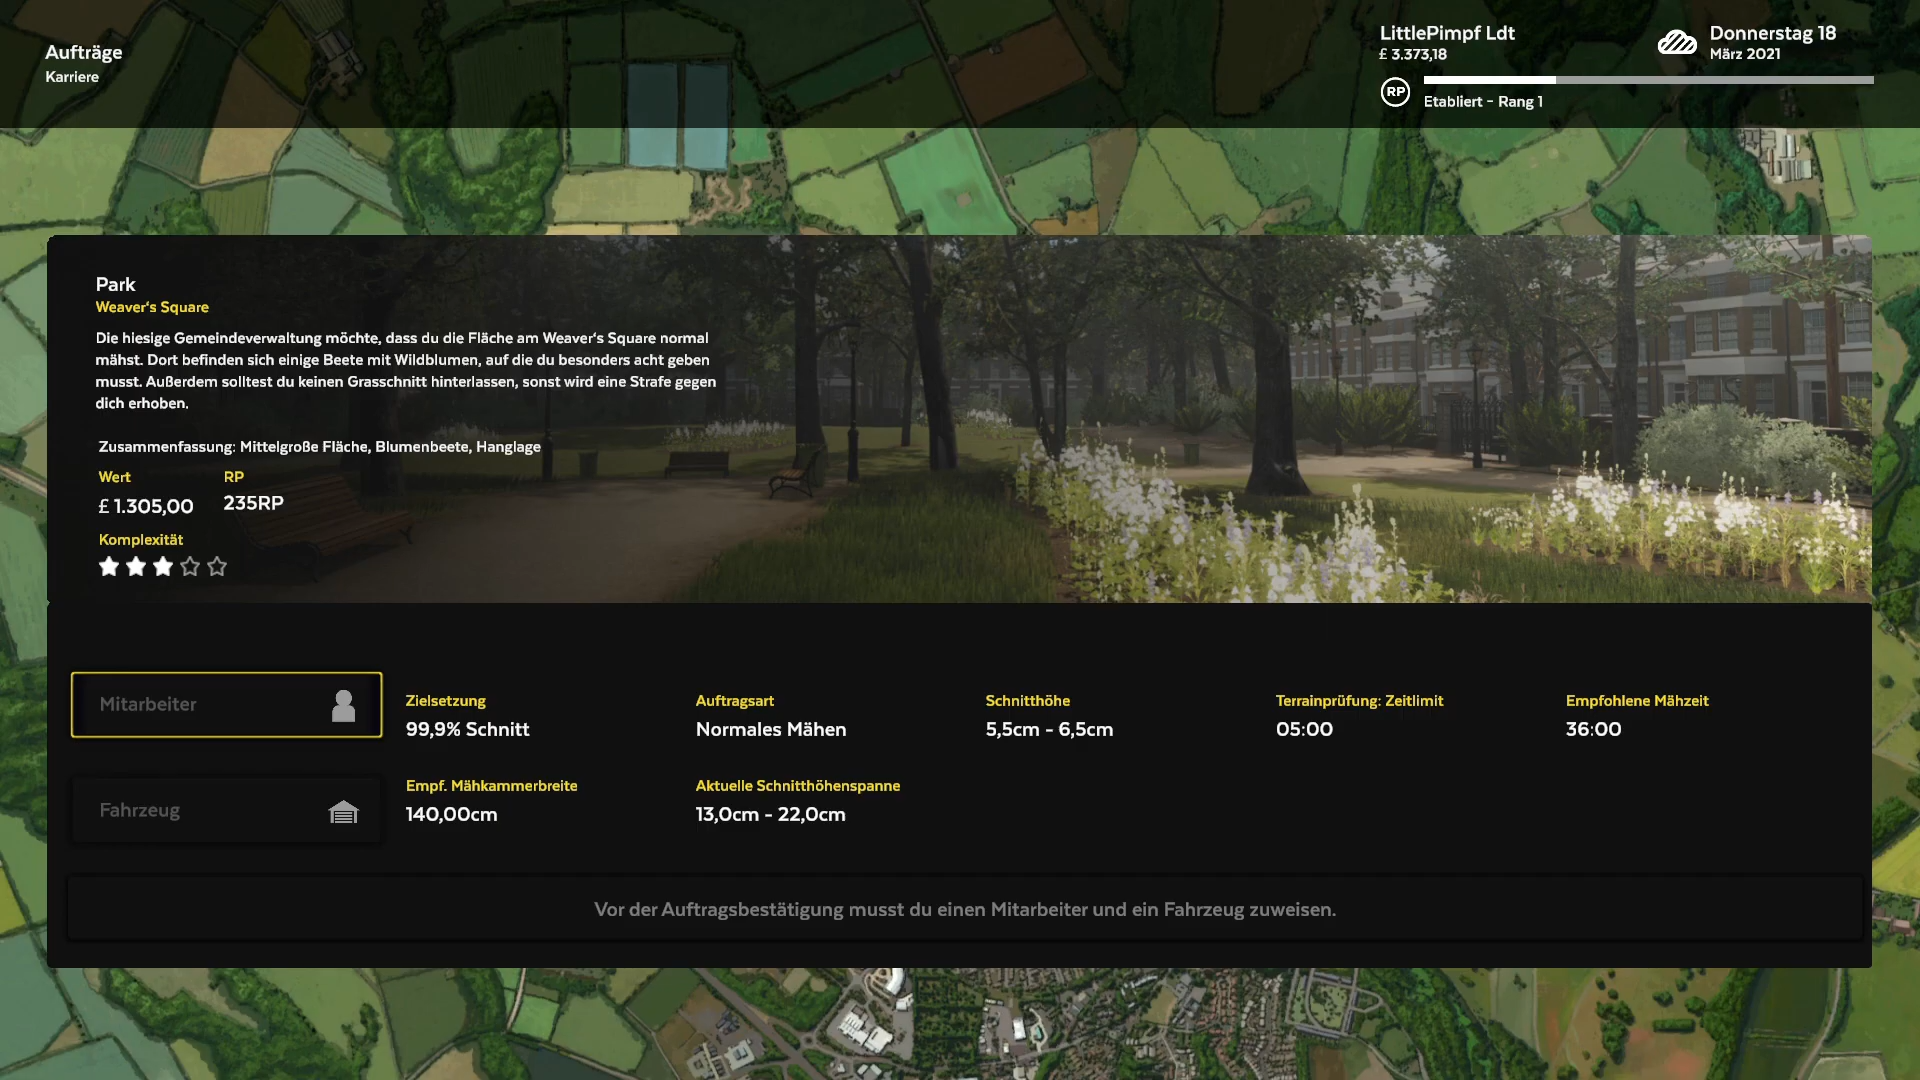 Aufträge
Karriere
LittlePimpf Ldt
£ 3.373,18
Donnerstag 18
März 2021
RP
Etabliert - Rang 1
Park
Weaver's Square
Die hiesige Gemeindeverwaltung möchte, dass du die Fläche am Weaver's Square normal
mähst. Dort befinden sich einige Beete mit Wildblumen, auf die du besonders acht geben
musst. Außerdem solltest du keinen Grasschnitt hinterlassen, sonst wird eine Strafe gegen
dich erhoben.
Zusammenfassung: Mittelgroße Fläche, Blumenbeete, Hanglage
Wert
RP
£ 1.305,00
235RP
Komplexität
Mitarbeiter
Zielsetzung
99,9% Schnitt
Auftragsart
Normales Mähen
Schnitthöhe
5,5cm - 6,5cm
Terrainprüfung: Zeitlimit
05:00
Empfohlene Mähzeit
36:00
Fahrzeug
Empf. Mähkammerbreite
140,00cm
Aktuelle Schnitthöhenspanne
13,0cm - 22,0cm
Vor der Auftragsbestätigung musst du einen Mitarbeiter und ein Fahrzeug zuweisen.